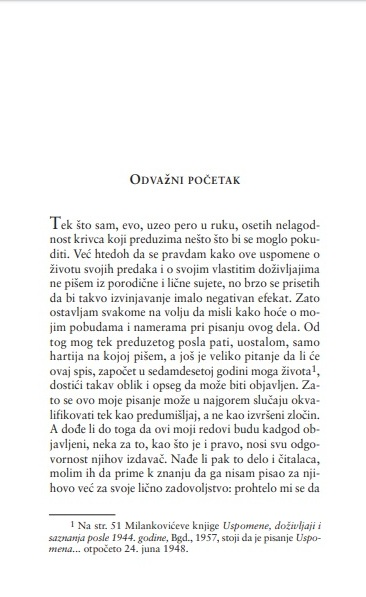 ODVAŽNI POČETAK
Tek što sam, evo, uzeo pero u ruku, osetih nelagod-
nost krivca koji preduzima nešto što bi se moglo poku-
diti. Već htedoh da se pravdam kako ove uspomene o
životu svojih predaka i o svojim vlastitim doživljajima
ne pišem iz porodične i lične sujete, no brzo se prisetih
da bi takvo izvinjavanje imalo negativan efekat. Zato
ostavljam svakome na volju da misli kako hoće o mo-
jim pobudama i namerama pri pisanju ovog dela. Od
tog mog tek preduzetog posla pati, uostalom, samo
hartija na kojoj pišem, a još je veliko pitanje da li će
ovaj spis, započet u sedamdesetoj godini moga života¹,
dostići takav oblik i opseg da može biti objavljen. Za-
to se ovo moje pisanje može u najgorem slučaju okva-
lifikovati tek kao predumišljaj, a ne kao izvršeni zločin.
A dođe li do toga da ovi moji redovi budu kadgod ob-
javljeni, neka za to, kao što je i pravo, nosi svu odgo-
vornost njihov izdavač. Nađe li pak to delo i čitalaca,
molim ih da prime k znanju da ga nisam pisao za nji-
hovo već za svoje lično zadovoljstvo: prohtelo mi se da
¹ Na str. 51 Milankovićeve knjige Uspomene, doživljaji i
saznanja posle 1944. godine, Bgd., 1957, stoji da je pisanje Uspo-
mena... otpočeto 24. juna 1948.